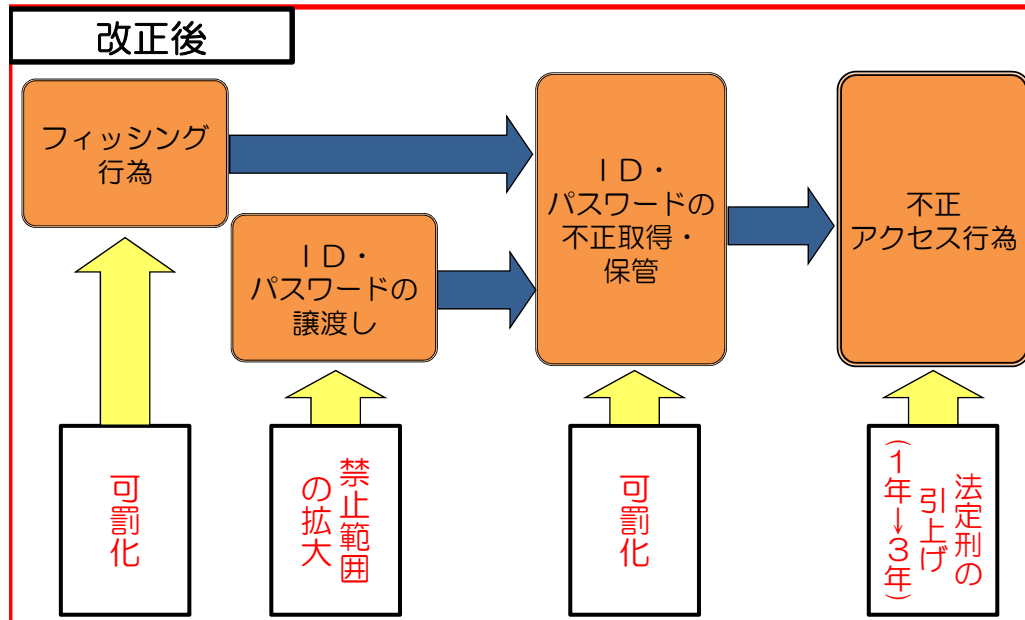 改正後
フィッシング
行為
ＩＤ・
パスワードの
譲渡し
ＩＤ・
パスワードの
不正取得・
保管
不正
アクセス行為
可罰化
禁止範囲
の拡大
可罰化
法定刑の
引上げ
（１年→３年）